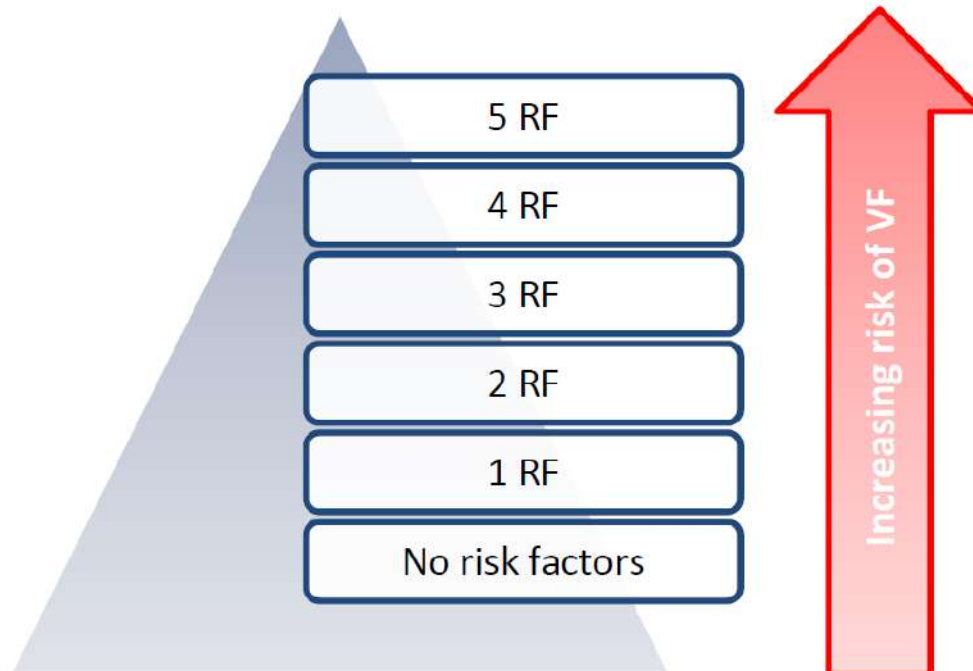 5 RF
4 RF
3 RF
2 RF
1 RF
No risk factors
Increasing risk of VF